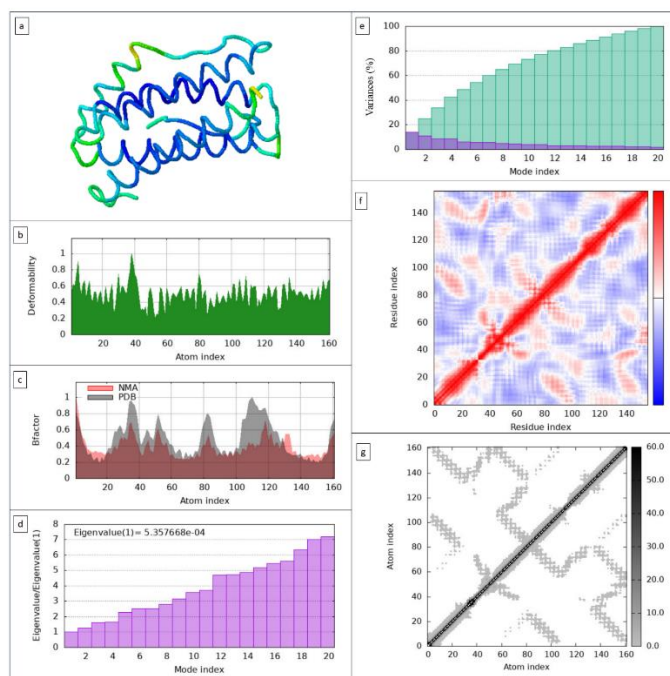 a
b
Deformability
1
0.8
0.6
0.4
0.2
0
20 40 60 80 100 120 140 160
Atom index
c
NMA
PDB
Bfactor
1
0.8
0.6
0.4
0.2
20 40 60 80 100 120 140 160
Atom index
d
Eigenvalue(1)= 5.357668e-04
Eigenvalue/Eigenvalue(1)
8
7
6
5
4
3
2
1
0
2 4 6 8 10 12 14 16 18 20
Mode index
e
Variances (%)
100
80
60
40
20
0
2 4 6 8 10 12 14 16 18 20
Mode index
f
Residue index
140
120
100
80
60
40
20
0
0 20 40 60 80 100 120 140
Residue index
g
Atom index
160
140
120
100
80
60
40
20
0
0 20 40 60 80 100 120 140 160
Atom index
60.0
50.0
40.0
30.0
20.0
10.0
0.0